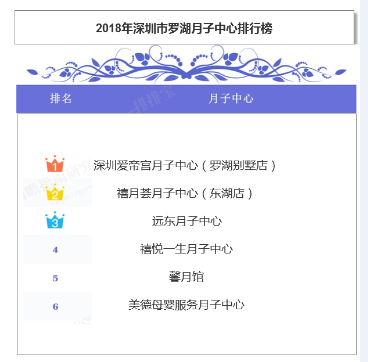 2018年深圳市罗湖月子中心排行榜
排名 月子中心
1 深圳爱帝宫月子中心（罗湖别墅店）
2 禧月荟月子中心（东湖店）
3 远东月子中心
4 禧悦一生月子中心
5 馨月馆
6 美德母婴服务月子中心